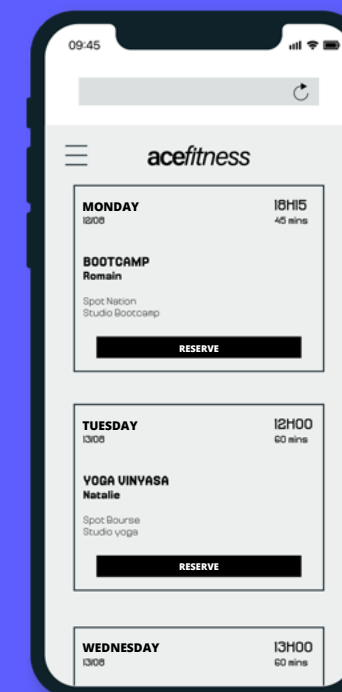 09:45
acefitness
MONDAY 18H15
12/08 45 mins
BOOTCAMP
Romain
Spot Nation
Studio Bootcamp
RESERVE
TUESDAY 12H00
13/08 60 mins
YOGA VINYASA
Natalie
Spot Bourse
Studio yoga
RESERVE
WEDNESDAY 13H00
13/08 60 mins